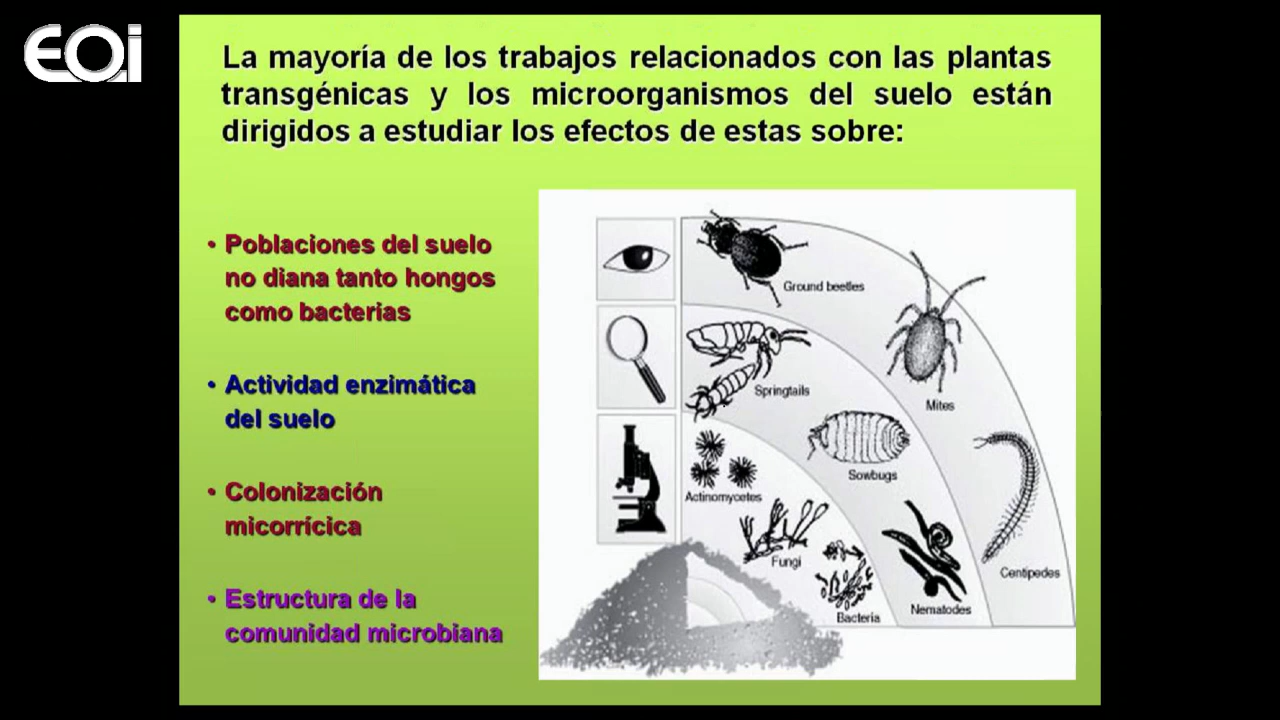 EOi
La mayoría de los trabajos relacionados con las plantas
transgénicas y los microorganismos del suelo están
dirigidos a estudiar los efectos de estas sobre:
• Poblaciones del suelo
no diana tanto hongos
como bacterias
• Actividad enzimática
del suelo
• Colonización
micorrícica
• Estructura de la
comunidad microbiana
Ground beetles
Mites
Springtails
Sowbugs
Actinomycetes
Fungi
Centipedes
Nematodes
Bacteria